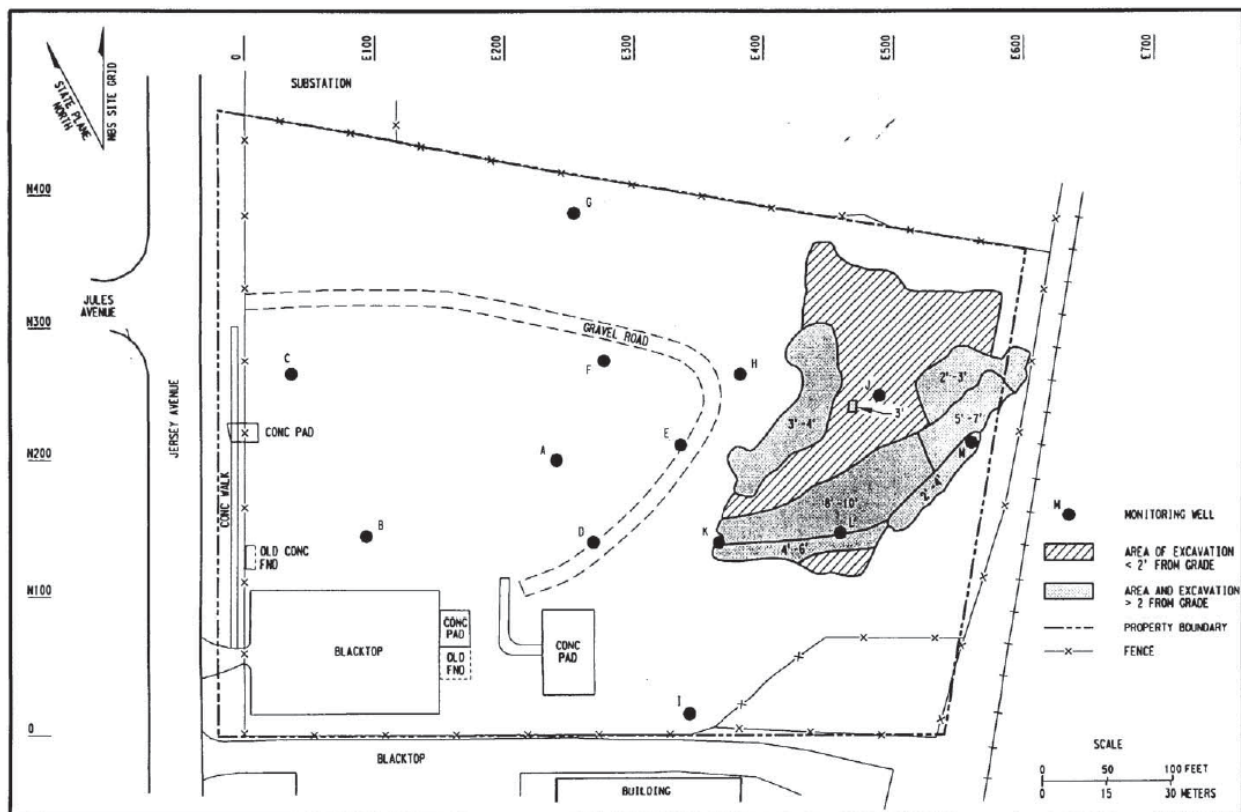 0
E100
E200
E300
E400
E500
E600
E700
STATE PLANE
NORTH
NBS SITE GRID
SUBSTATION
N400
G
JULES
AVENUE
N300
GRAVEL ROAD
C
F
H
J
2'-3'
3'
5'-7'
3'-4'
CONC PAD
JERSEY AVENUE
E
N200
A
M
CONC WALK
8'-10'
2'-4'
L
B
D
K
4'-6'
OLD CONC
FND
N100
M
MONITORING WELL
AREA OF EXCAVATION
< 2' FROM GRADE
AREA AND EXCAVATION
> 2 FROM GRADE
PROPERTY BOUNDARY
FENCE
BLACKTOP
CONC
PAD
OLD
FND
CONC
PAD
I
0
BLACKTOP
BUILDING
SCALE
0 50 100 FEET
0 15 30 METERS